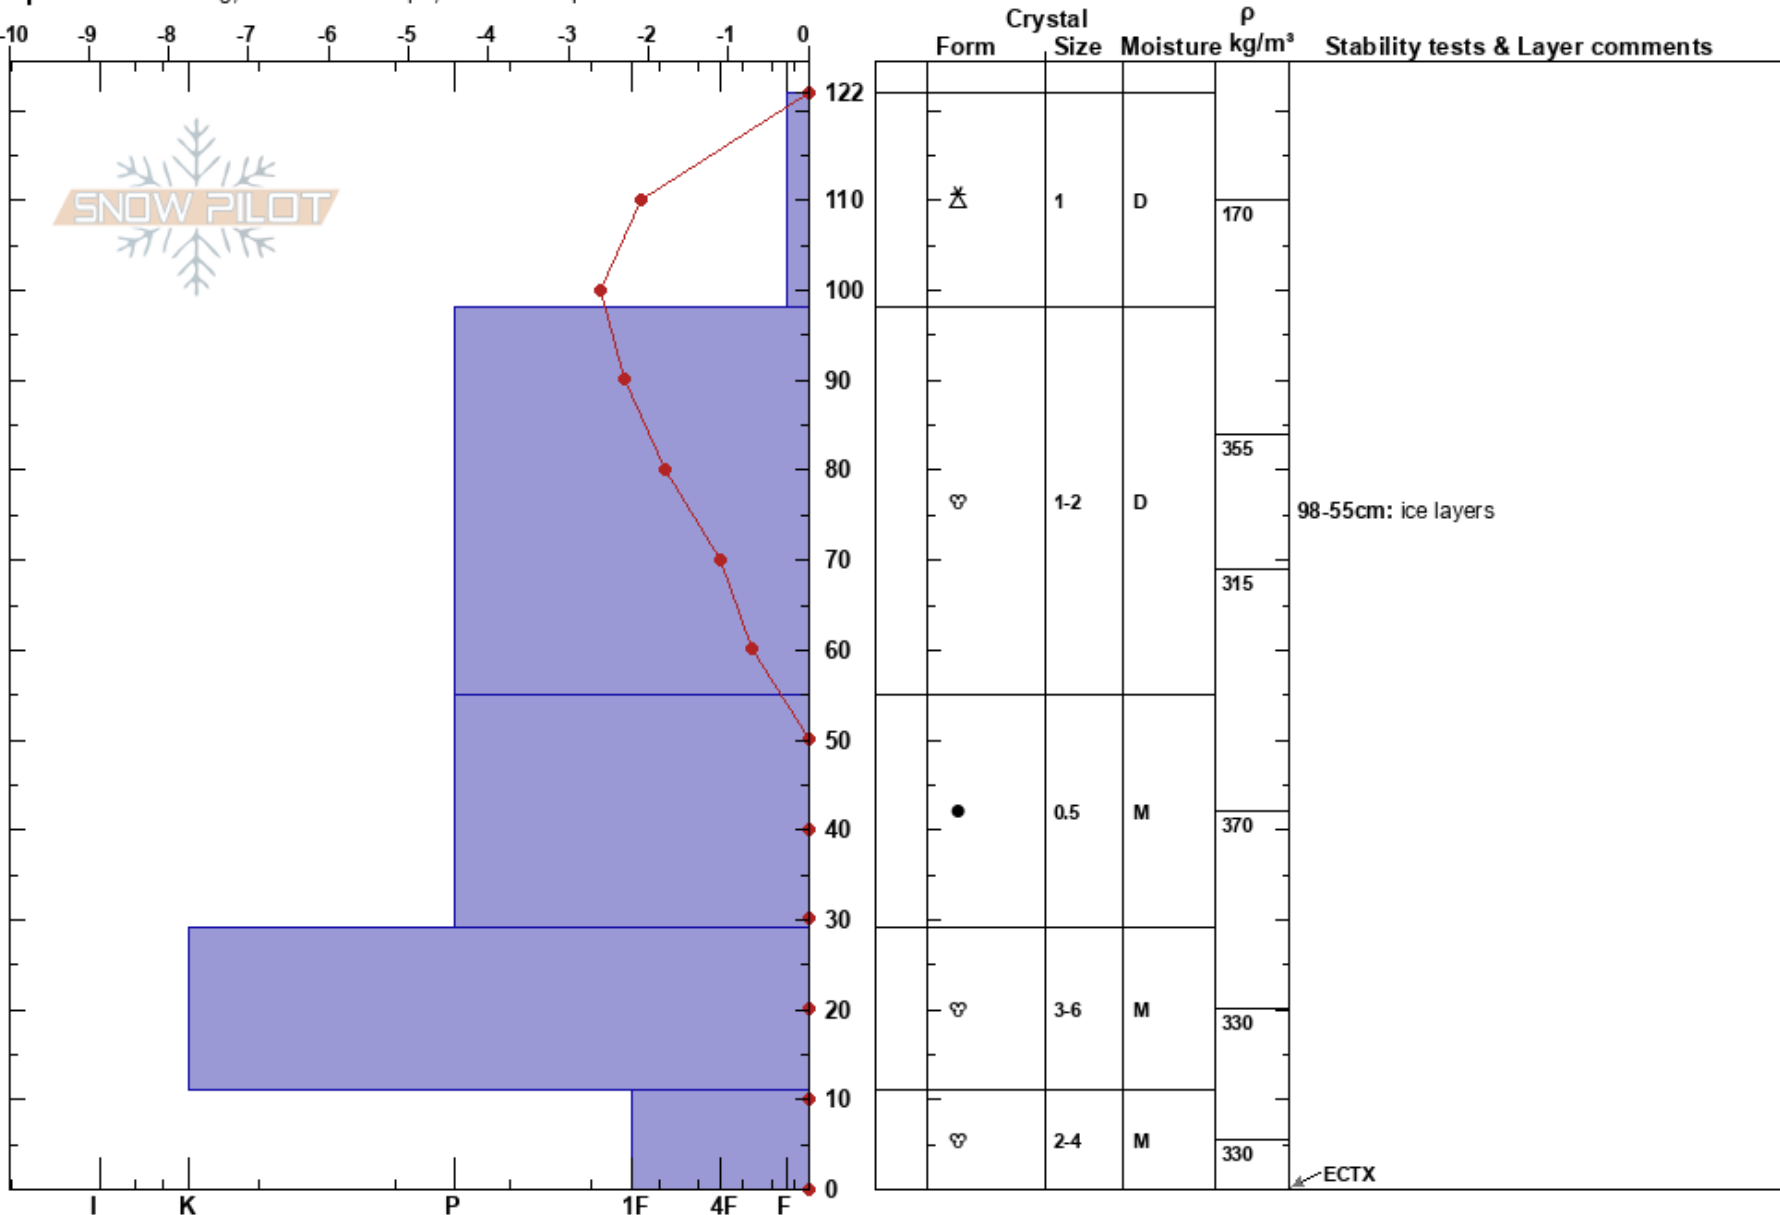 Crystal ρ
-10 -9 -8 -7 -6 -5 -4 -3 -2 -1 0 Form Size Moisture kg/m³ Stability tests & Layer comments
122
SNOW PILOT
110 1 D 170
100
90
355
80
1-2 D 98-55cm: ice layers
70
315
60
50
40 0.5 M 370
30
20 3-6 M 330
10
2-4 M 330
ECTX
0
I K P 1F 4F F